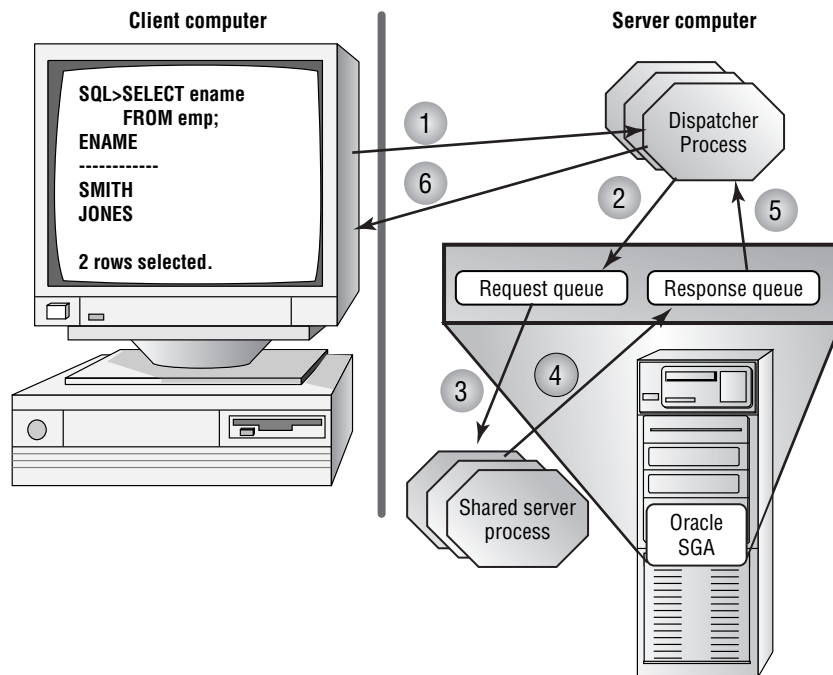 Client computer
Server computer
SQL>SELECT ename
FROM emp;
ENAME
------------
SMITH
JONES
2 rows selected.
1
6
Dispatcher
Process
2
5
Request queue
Response queue
3
4
Shared server
process
Oracle
SGA